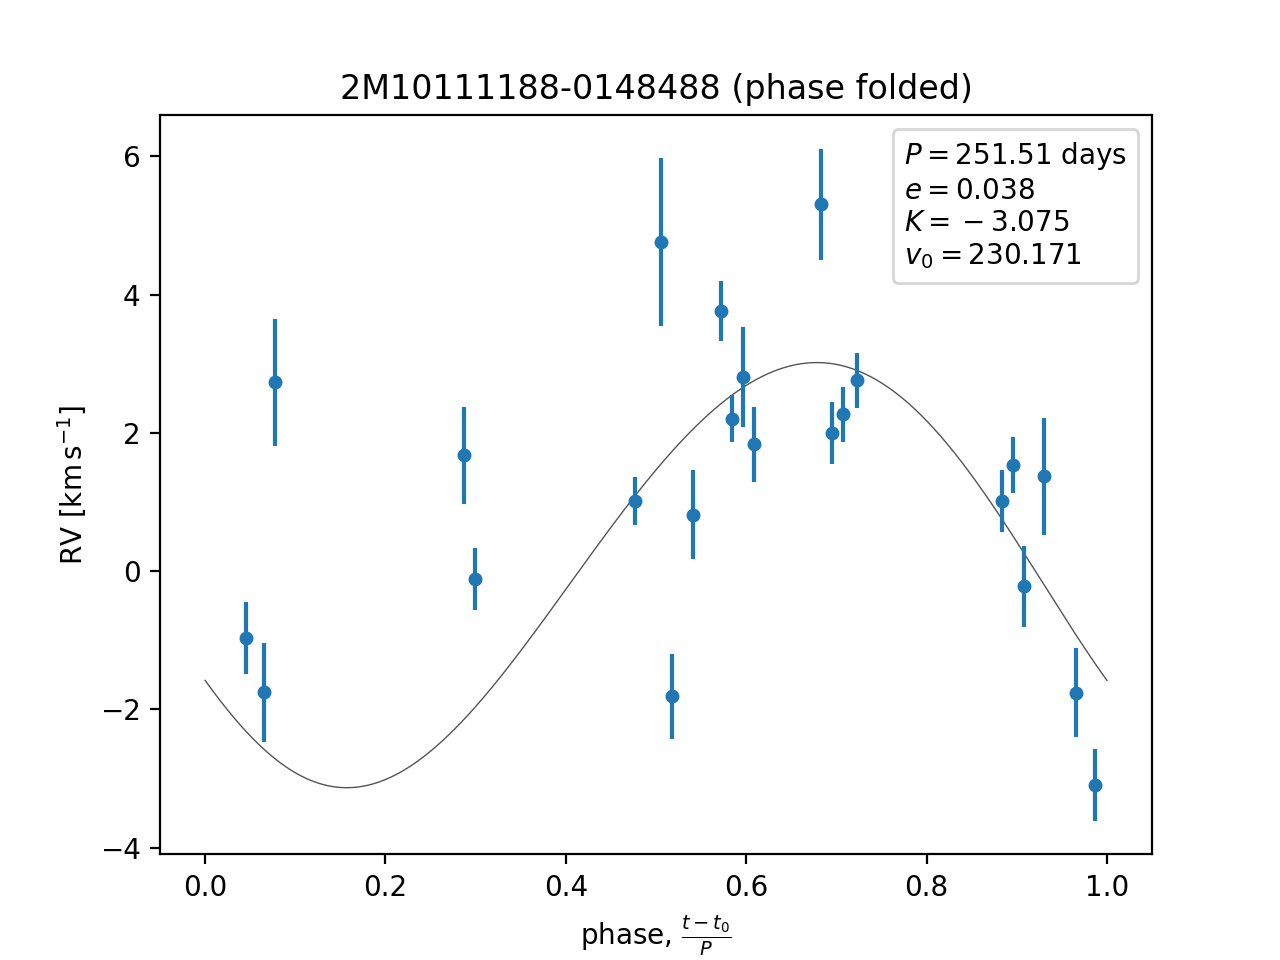 2M10111188-0148488 (phase folded)
P = 251.51 days
e = 0.038
K = −3.075
v₀ = 230.171
RV [km s⁻¹]
6
4
2
0
−2
−4
0.0 0.2 0.4 0.6 0.8 1.0
phase, (t − t₀)/P